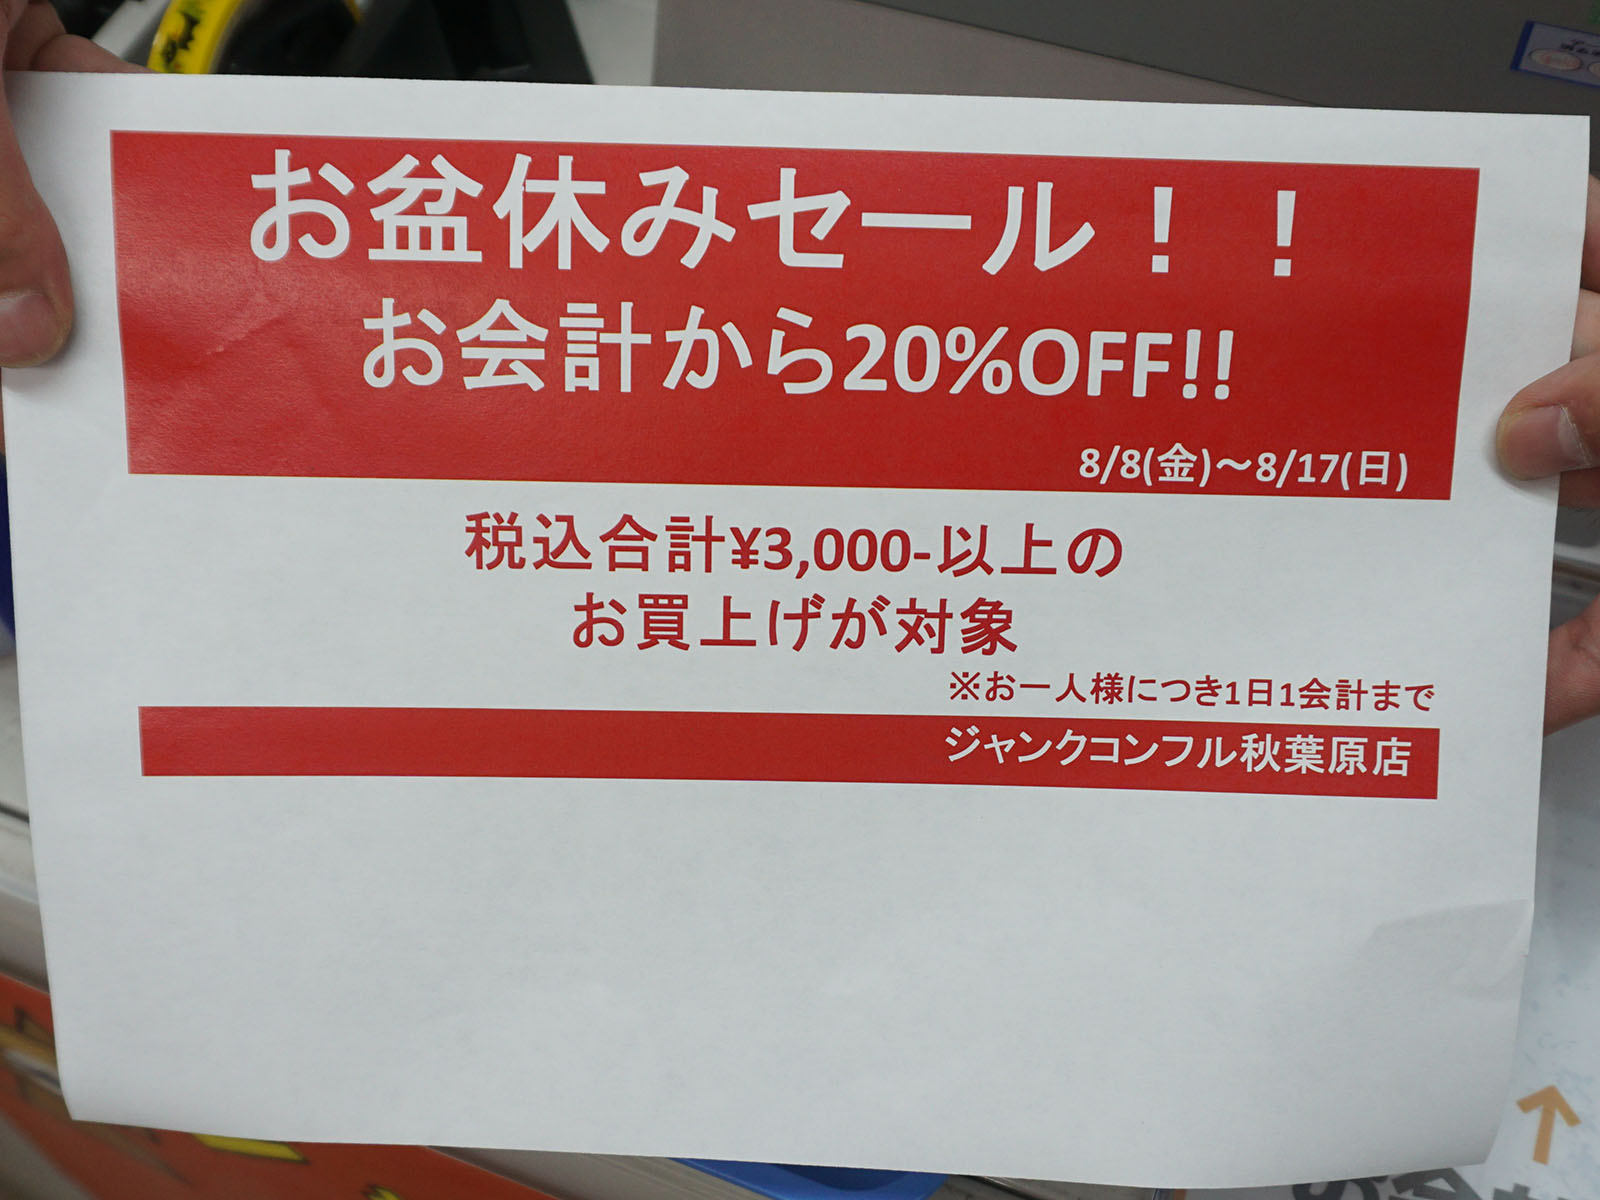 お盆休みセール！！
お会計から20%OFF!!
8/8(金)～8/17(日)
税込合計¥3,000-以上の
お買上げが対象
※お一人様につき1日1会計まで
ジャンクコンフル秋葉原店